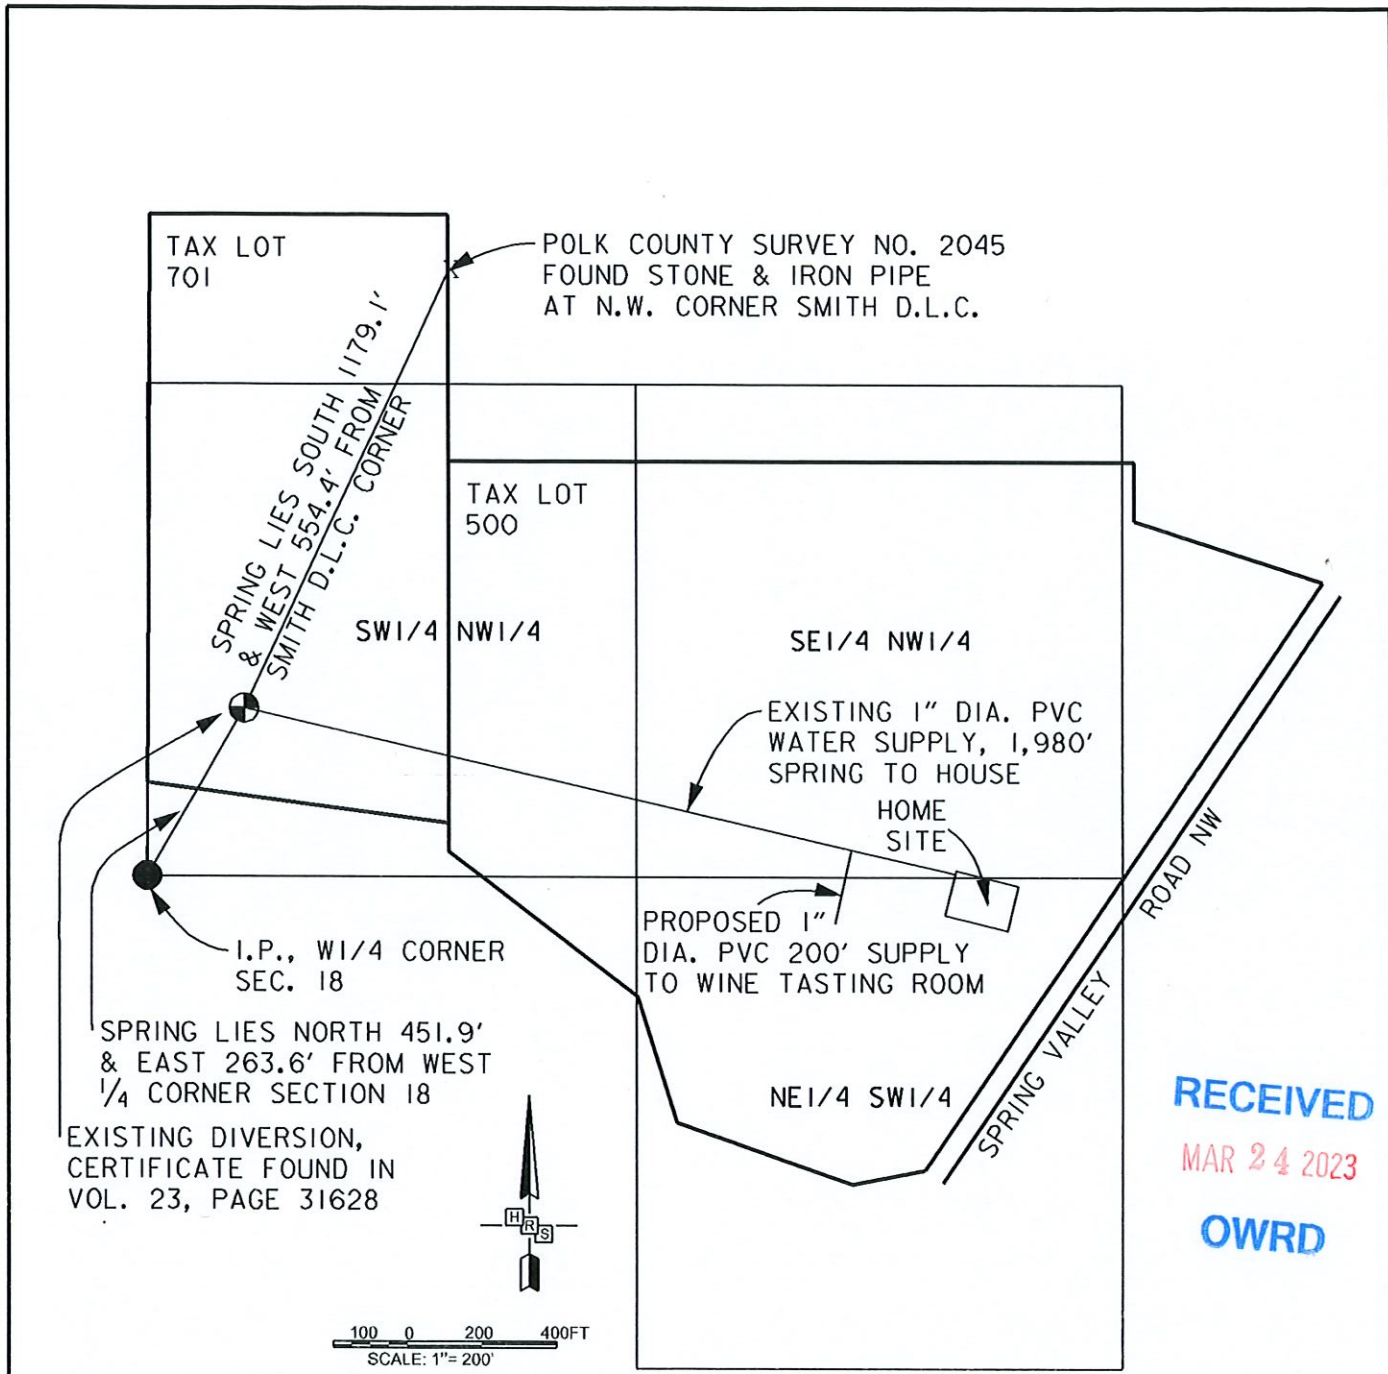 TAX LOT
701
POLK COUNTY SURVEY NO. 2045
FOUND STONE & IRON PIPE
AT N.W. CORNER SMITH D.L.C.
SPRING LIES SOUTH 1179.1'
& WEST 554.4' FROM
SMITH D.L.C. CORNER
TAX LOT
500
SW1/4 NW1/4
SE1/4 NW1/4
EXISTING 1" DIA. PVC
WATER SUPPLY, 1,980'
SPRING TO HOUSE
HOME
SITE
PROPOSED 1"
DIA. PVC 200' SUPPLY
TO WINE TASTING ROOM
I.P., W1/4 CORNER
SEC. 18
SPRING LIES NORTH 451.9'
& EAST 263.6' FROM WEST
1/4 CORNER SECTION 18
EXISTING DIVERSION,
CERTIFICATE FOUND IN
VOL. 23, PAGE 31628
NE1/4 SW1/4
SPRING VALLEY ROAD NW
RECEIVED
MAR 24 2023
OWRD
H R S
100 0 200 400FT
SCALE: 1"= 200'